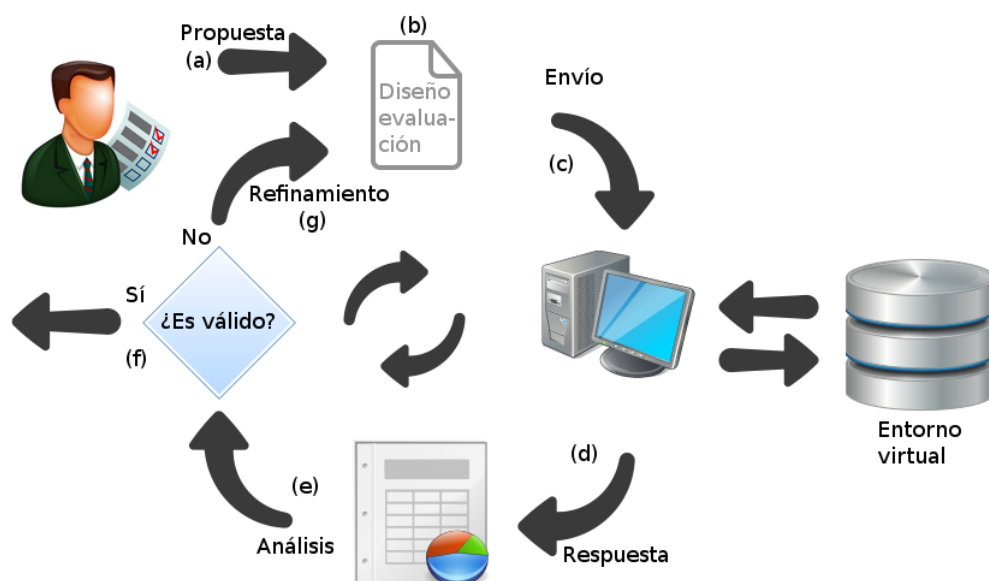 Propuesta
(a)
(b)
Diseño
evalua-
ción
Envío
(c)
Refinamiento
(g)
No
Sí
¿Es válido?
(f)
Entorno
virtual
(d)
Respuesta
(e)
Análisis